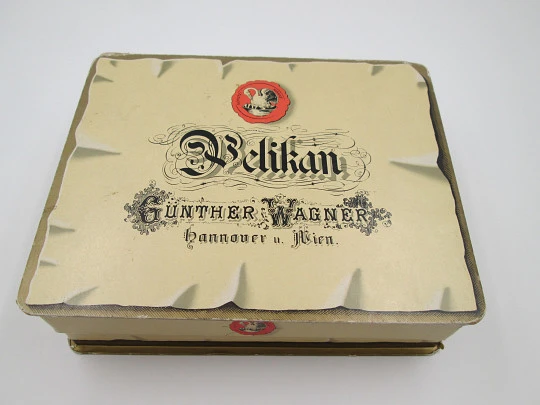 Pelikan
GÜNTHER WAGNER
Hannover u. Wien.